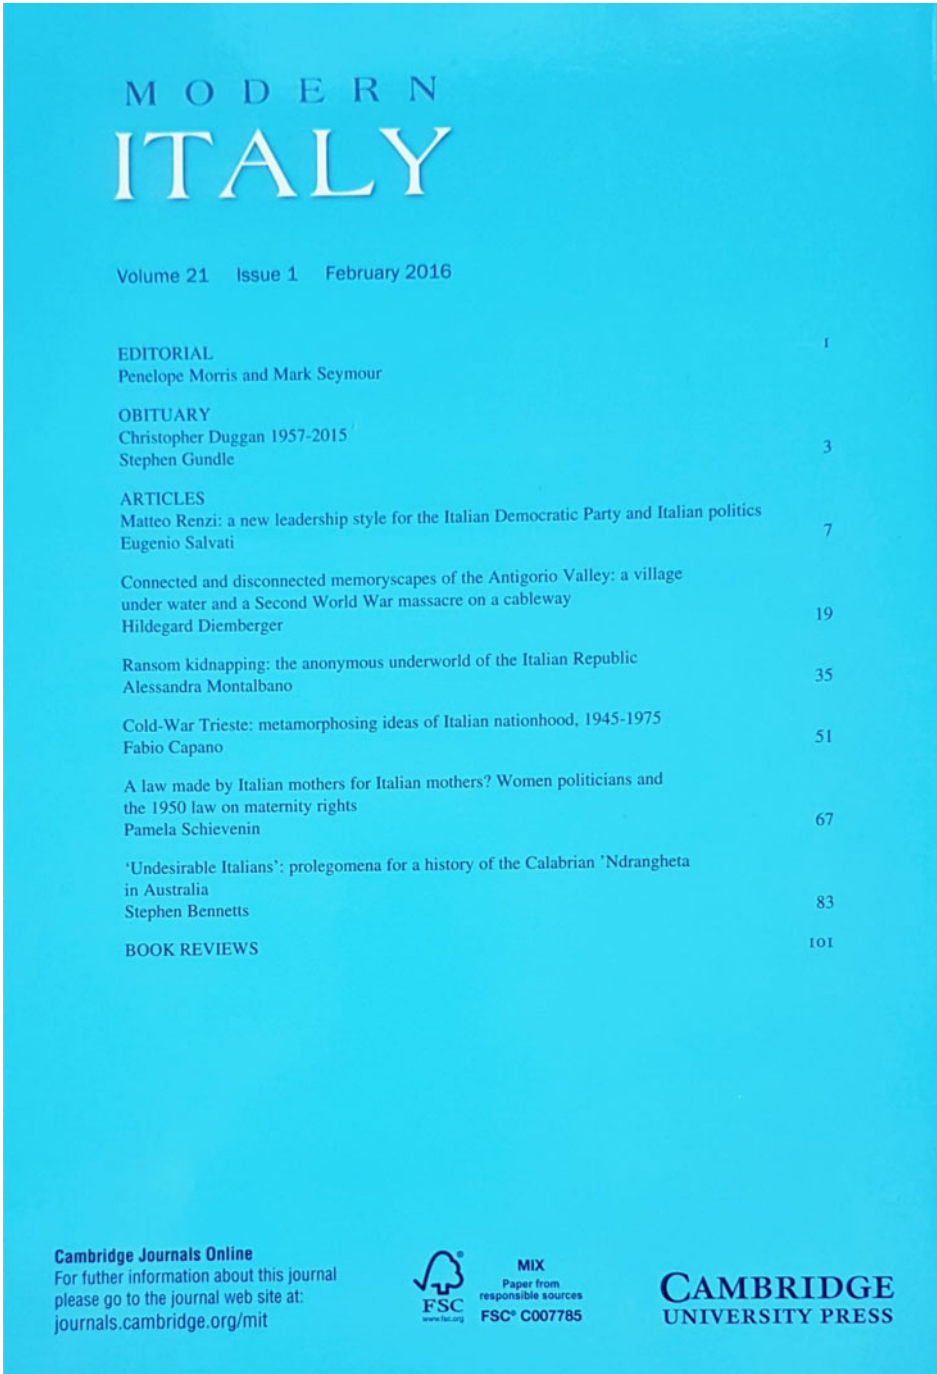 MODERN
ITALY
Volume 21 Issue 1 February 2016
EDITORIAL 1
Penelope Morris and Mark Seymour
OBITUARY
Christopher Duggan 1957-2015
Stephen Gundle 3
ARTICLES
Matteo Renzi: a new leadership style for the Italian Democratic Party and Italian politics
Eugenio Salvati 7
Connected and disconnected memoryscapes of the Antigorio Valley: a village
under water and a Second World War massacre on a cableway
Hildegard Diemberger 19
Ransom kidnapping: the anonymous underworld of the Italian Republic
Alessandra Montalbano 35
Cold-War Trieste: metamorphosing ideas of Italian nationhood, 1945-1975
Fabio Capano 51
A law made by Italian mothers for Italian mothers? Women politicians and
the 1950 law on maternity rights
Pamela Schievenin 67
‘Undesirable Italians’: prolegomena for a history of the Calabrian ’Ndrangheta
in Australia
Stephen Bennetts 83
BOOK REVIEWS 101
Cambridge Journals Online
For futher information about this journal
please go to the journal web site at:
journals.cambridge.org/mit
FSC
www.fsc.org
MIX
Paper from
responsible sources
FSC® C007785
CAMBRIDGE
UNIVERSITY PRESS